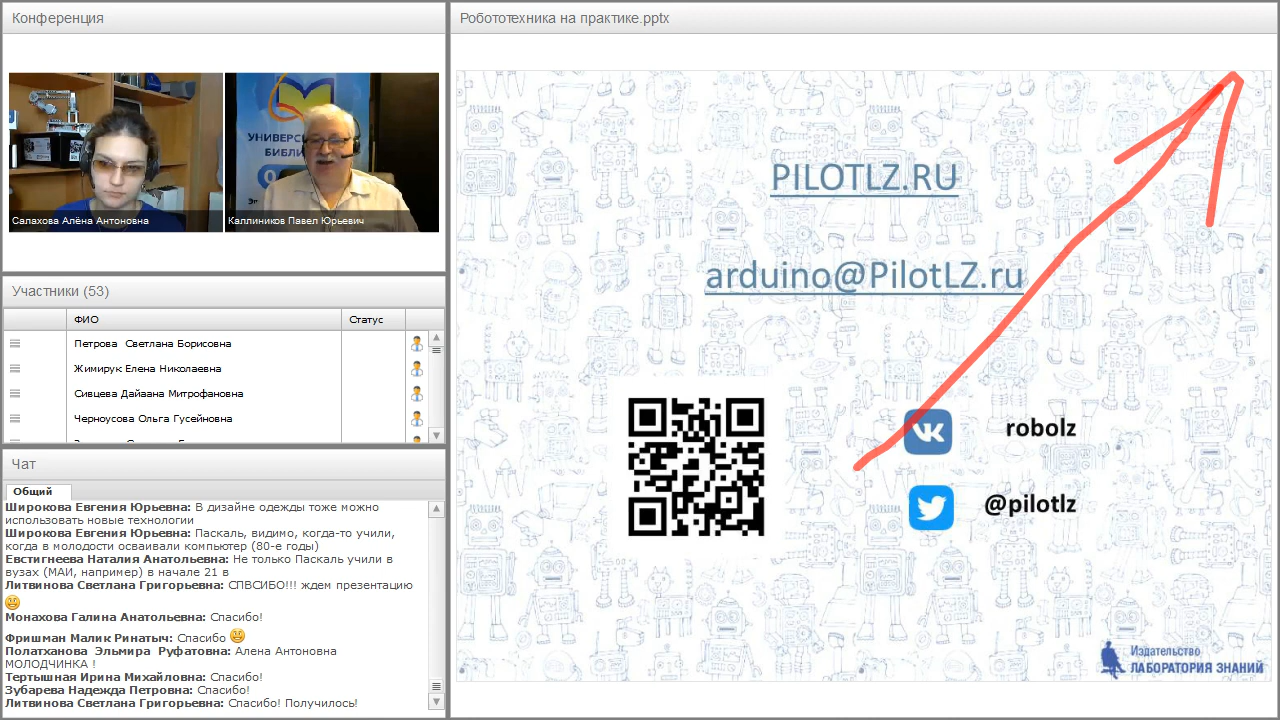 Конференция
УНИВЕРС
БИБЛИ
Салахова Алёна Антоновна
Каллиников Павел Юрьевич
Участники (53)
ФИО
Статус
Петрова Светлана Борисовна
Жимирук Елена Николаевна
Сивцева Дайаана Митрофановна
Черноусова Ольга Гусейновна
Чат
Общий
Широкова Евгения Юрьевна: В дизайне одежды тоже можно
использовать новые технологии
Широкова Евгения Юрьевна: Паскаль, видимо, когда-то учили,
когда в молодости осваивали компьютер (80-е годы)
Евстигнеева Наталия Анатольевна: Не только Паскаль учили в
вузах (МАИ, например) в начале 21 в
Литвинова Светлана Григорьевна: СПВСИБО!!! ждем презентацию
Монахова Галина Анатольевна: Спасибо!
Фришман Малик Ринатыч: Спасибо
Полатханова Эльмира Руфатовна: Алена Антоновна
МОЛОДЧИНКА !
Тертышная Ирина Михайловна: Спасибо!
Зубарева Надежда Петровна: Спасибо!
Литвинова Светлана Григорьевна: Спасибо! Получилось!
Робототехника на практике.pptx
PILOTLZ.RU
arduino@PilotLZ.ru
robolz
@pilotlz
Издательство
ЛАБОРАТОРИЯ ЗНАНИЙ